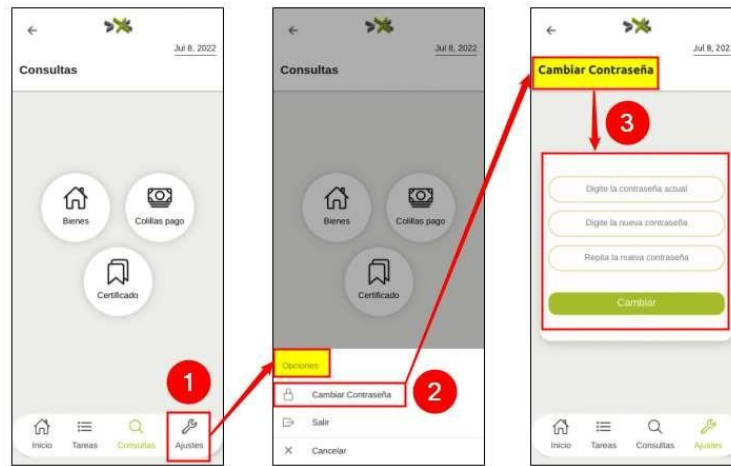 Jul 8, 2022
Consultas
Bienes
Colillas pago
Certificado
1
Inicio
Tareas
Consultas
Ajustes
Jul 8, 2022
Consultas
Bienes
Colillas pago
Certificado
Opciones
Cambiar Contraseña
2
Salir
Cancelar
Jul 8, 202
Cambiar Contraseña
3
Digite la contraseña actual
Digite la nueva contraseña
Repita la nueva contraseña
Cambiar
Inicio
Tareas
Consultas
Ajustes